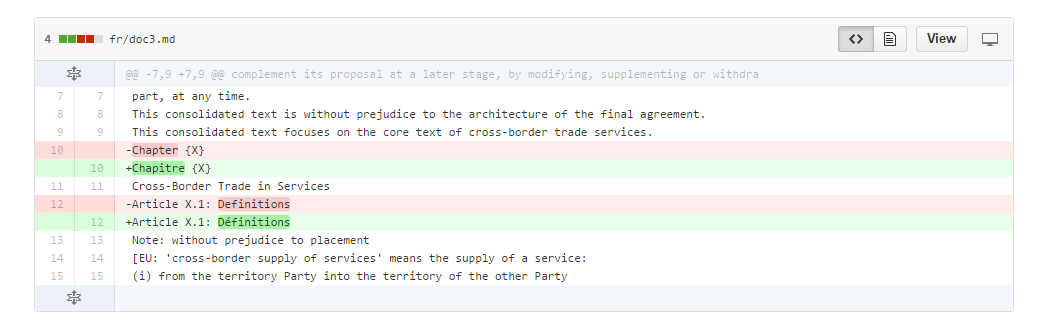 4 fr/doc3.md <> View
@@ -7,9 +7,9 @@ complement its proposal at a later stage, by modifying, supplementing or withdra
7 7 part, at any time.
8 8 This consolidated text is without prejudice to the architecture of the final agreement.
9 9 This consolidated text focuses on the core text of cross-border trade services.
10 -Chapter {X}
10 +Chapitre {X}
11 11 Cross-Border Trade in Services
12 -Article X.1: Definitions
12 +Article X.1: Définitions
13 13 Note: without prejudice to placement
14 14 [EU: 'cross-border supply of services' means the supply of a service:
15 15 (i) from the territory Party into the territory of the other Party